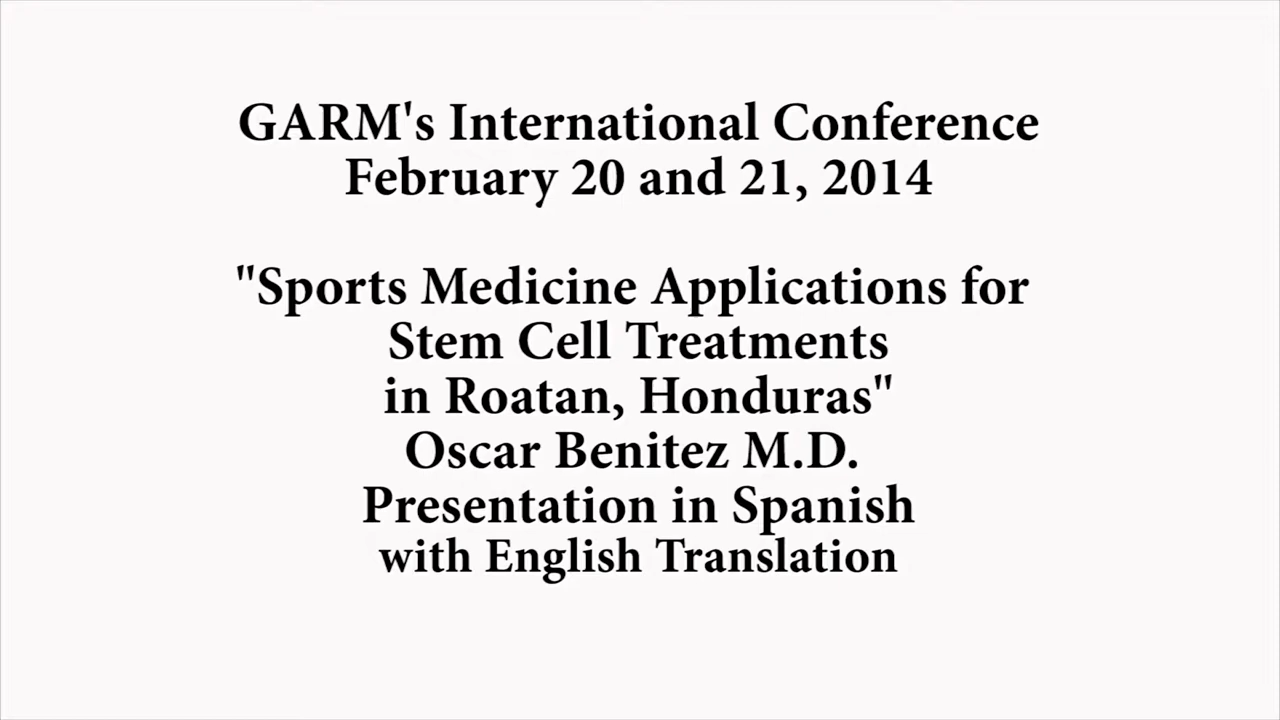 GARM's International Conference
February 20 and 21, 2014
"Sports Medicine Applications for
Stem Cell Treatments
in Roatan, Honduras"
Oscar Benitez M.D.
Presentation in Spanish
with English Translation